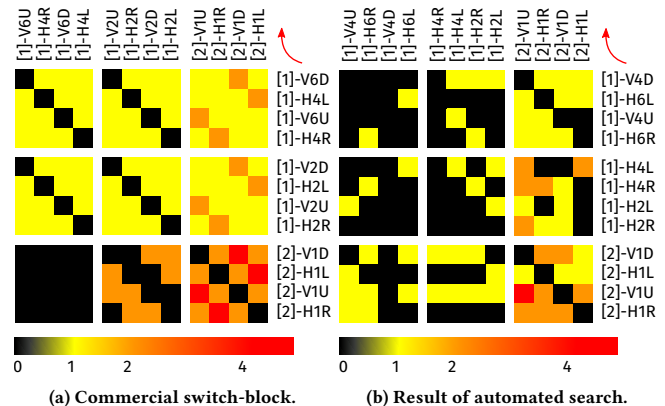 [1]-V6U
[1]-H4R
[1]-V6D
[1]-H4L
[1]-V2U
[1]-H2R
[1]-V2D
[1]-H2L
[2]-V1U
[2]-H1R
[2]-V1D
[2]-H1L
[1]-V6D
[1]-H4L
[1]-V6U
[1]-H4R
[1]-V2D
[1]-H2L
[1]-V2U
[1]-H2R
[2]-V1D
[2]-H1L
[2]-V1U
[2]-H1R
0 1 2 4
(a) Commercial switch-block.
[1]-V4U
[1]-H6R
[1]-V4D
[1]-H6L
[1]-H4R
[1]-H4L
[1]-H2R
[1]-H2L
[2]-V1U
[2]-H1R
[2]-V1D
[2]-H1L
[1]-V4D
[1]-H6L
[1]-V4U
[1]-H6R
[1]-H4L
[1]-H4R
[1]-H2L
[1]-H2R
[2]-V1D
[2]-H1L
[2]-V1U
[2]-H1R
0 1 2 4
(b) Result of automated search.